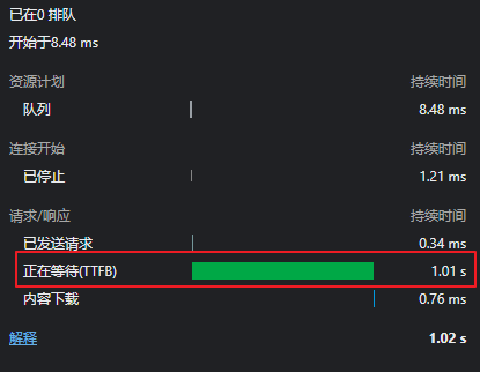 已在0 排队
开始于8.48 ms
资源计划 持续时间
队列 8.48 ms
连接开始 持续时间
已停止 1.21 ms
请求/响应 持续时间
已发送请求 0.34 ms
正在等待(TTFB) 1.01 s
内容下载 0.76 ms
解释 1.02 s